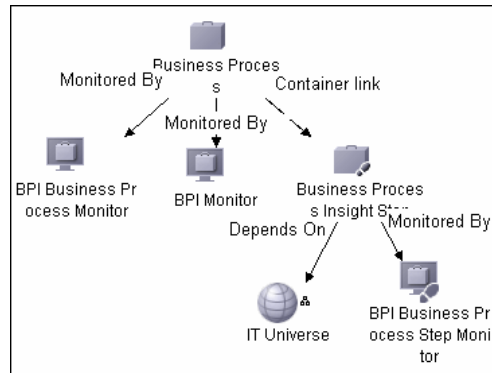 Business Proces
s
Monitored By
Container link
Monitored By
BPI Business Pr
ocess Monitor
BPI Monitor
Business Proces
s Insight Step
Depends On
Monitored By
IT Universe
BPI Business Pr
ocess Step Moni
tor